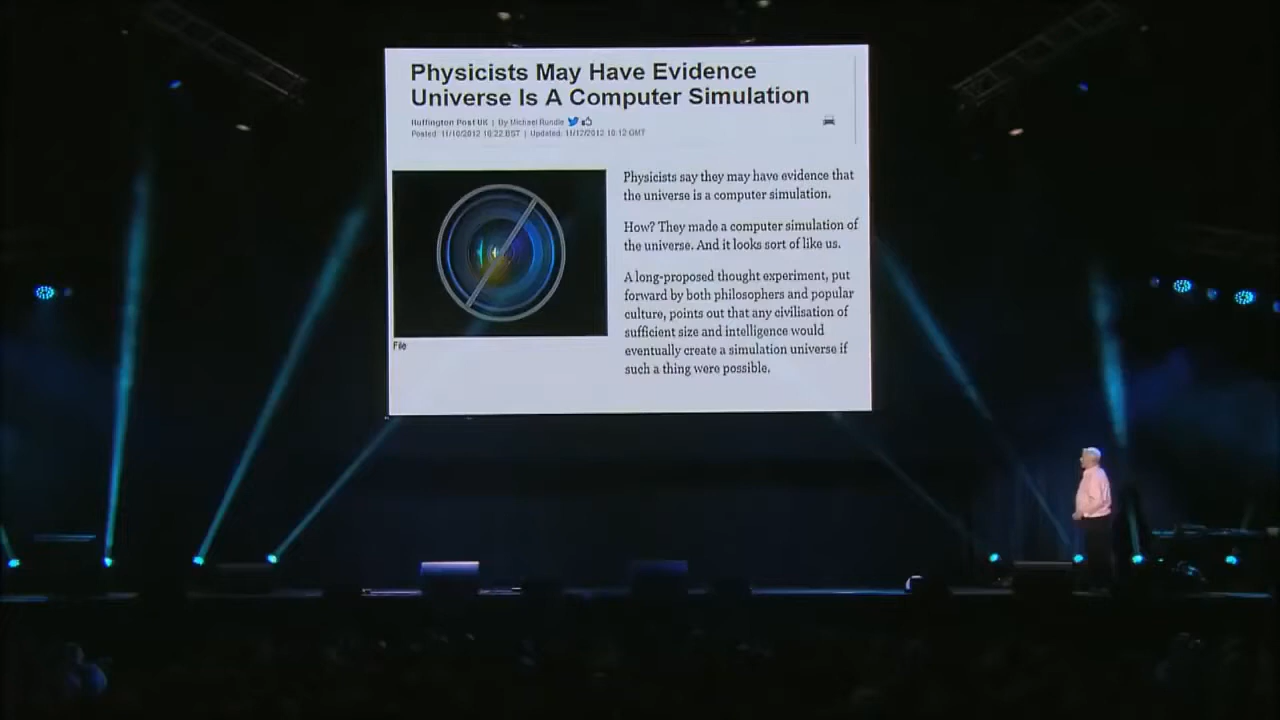 Physicists May Have Evidence
Universe Is A Computer Simulation
Huffington Post UK | By Michael Rundle
Posted: 11/10/2012 10:22 BST | Updated: 11/12/2012 10:12 GMT
Physicists say they may have evidence that
the universe is a computer simulation.
How? They made a computer simulation of
the universe. And it looks sort of like us.
A long-proposed thought experiment, put
forward by both philosophers and popular
culture, points out that any civilisation of
sufficient size and intelligence would
eventually create a simulation universe if
such a thing were possible.
File